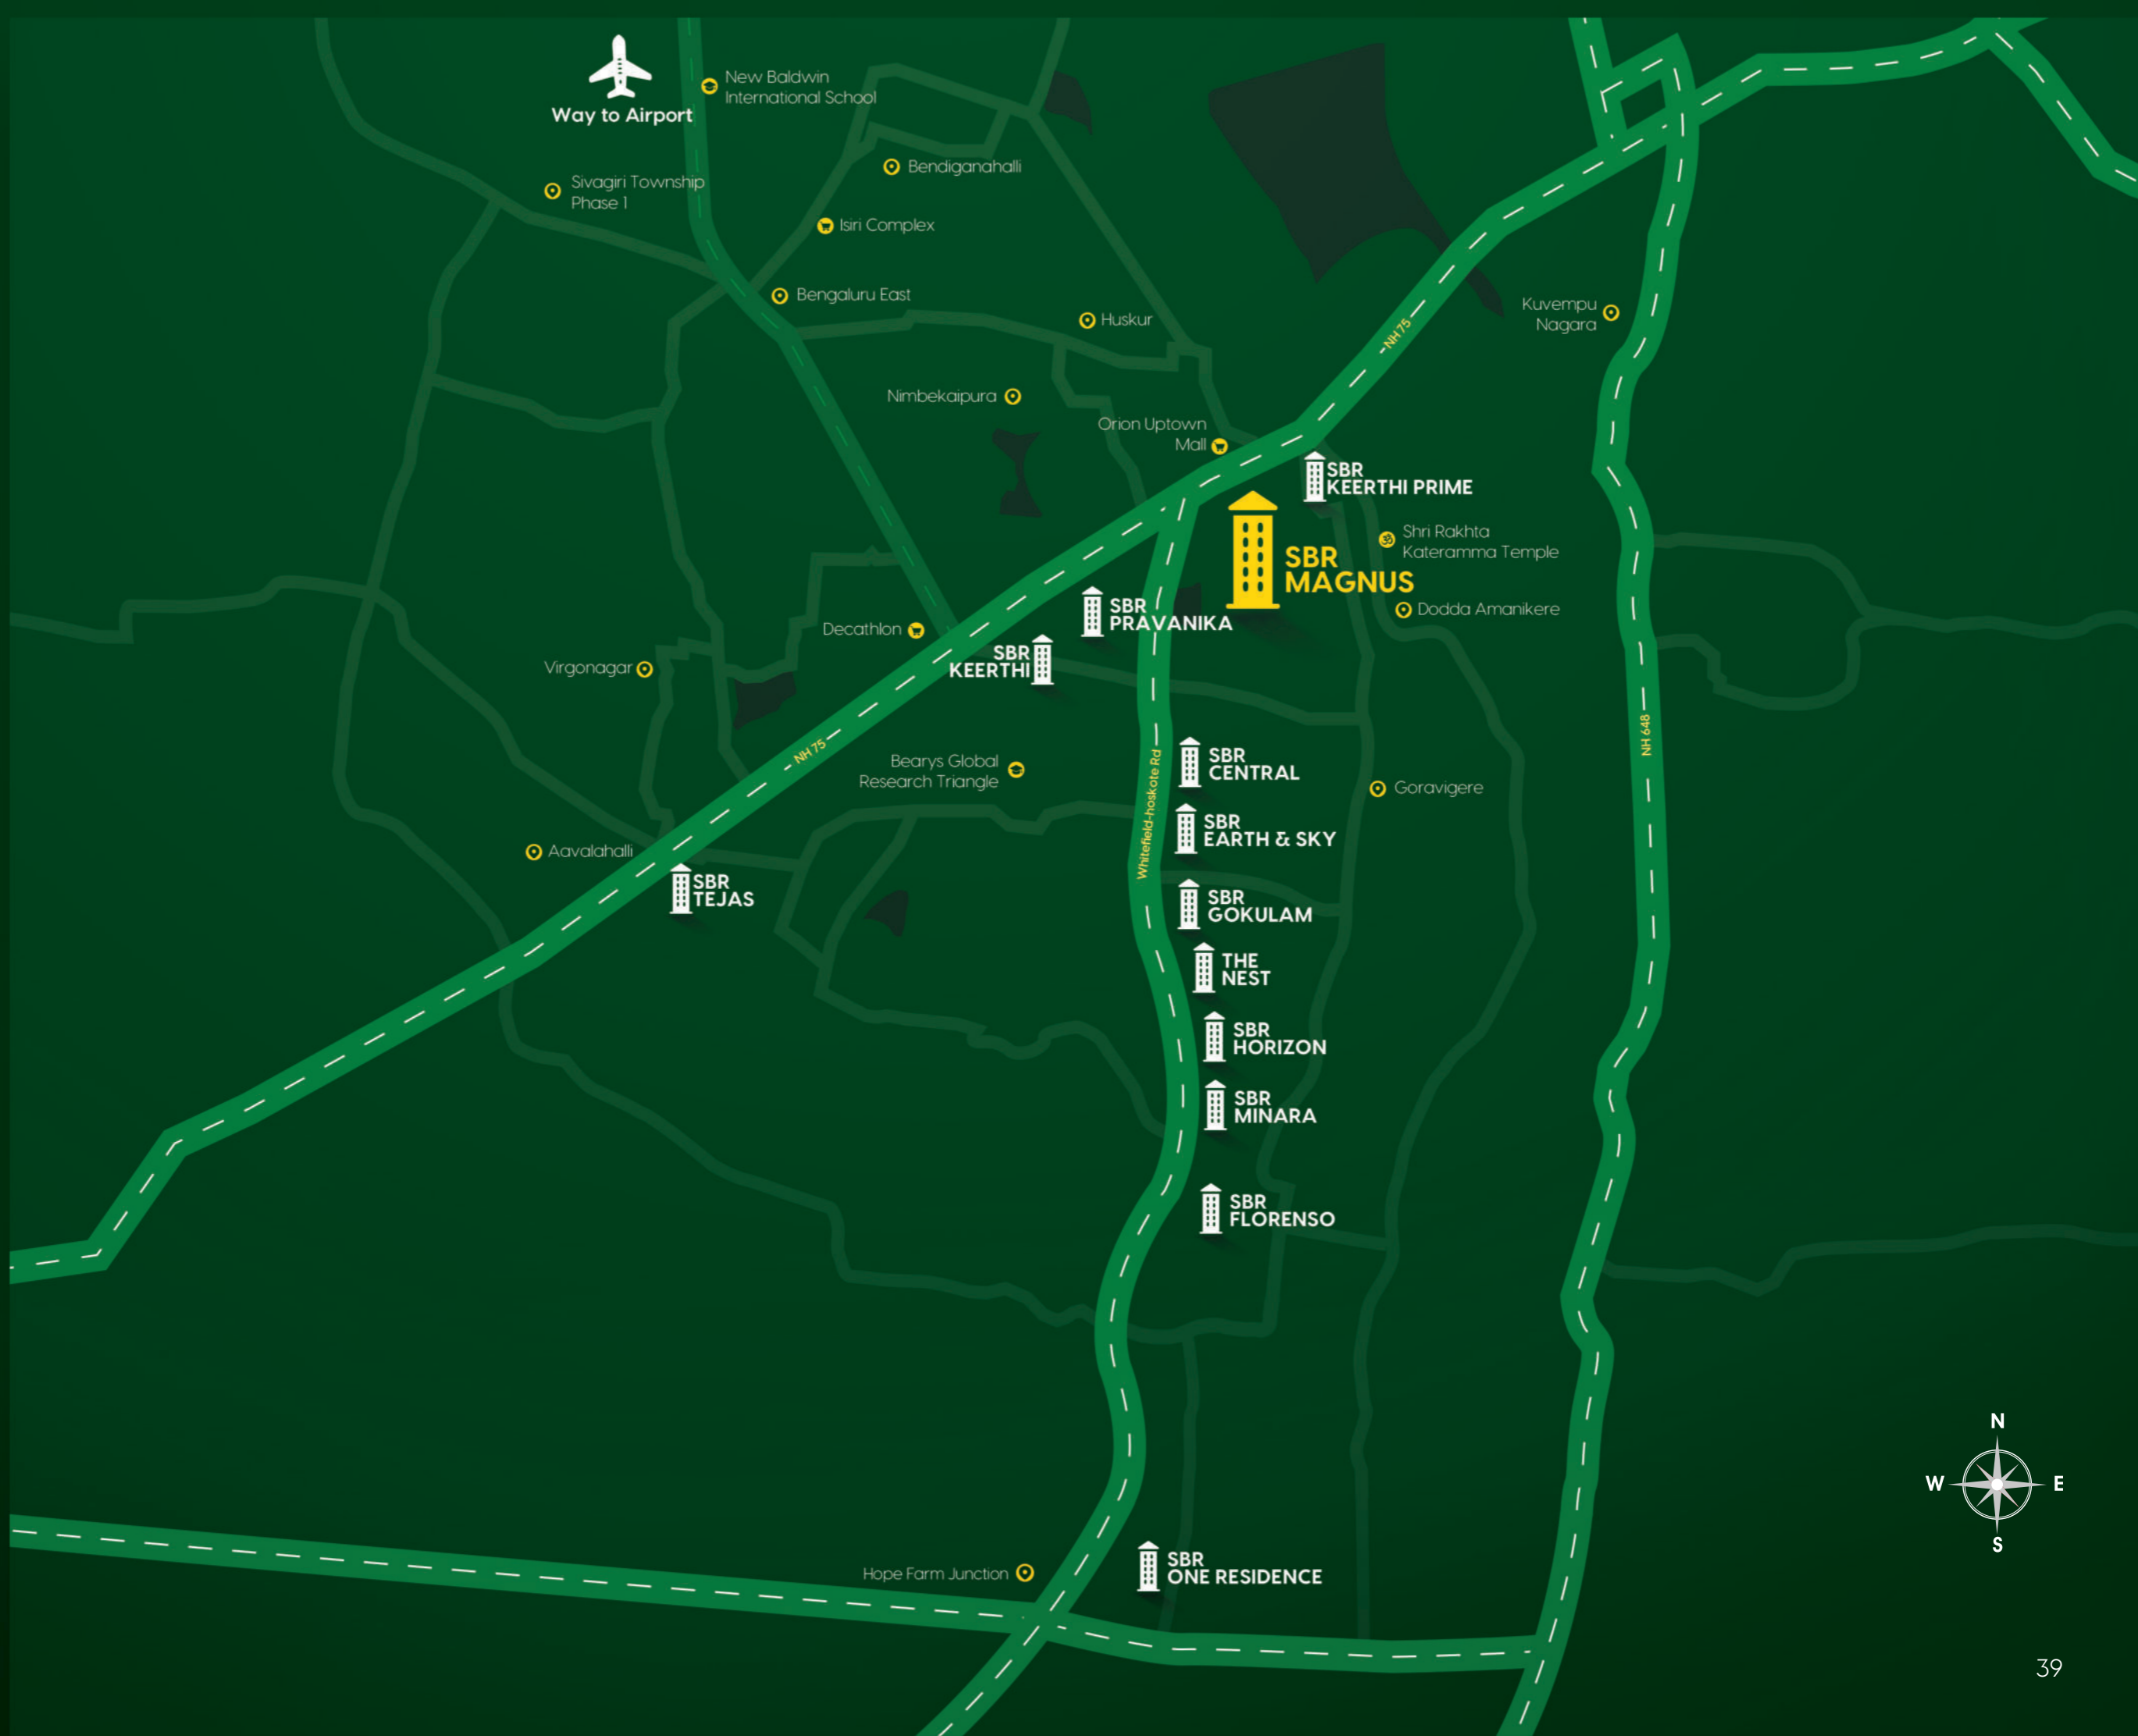 New Baldwin
International School
Way to Airport
Bendiganahalli
Sivagiri Township
Phase 1
Isiri Complex
Bengaluru East
Huskur
Kuvempu
Nagara
NH 75
Nimbekaipura
Orion Uptown
Mall
SBR
KEERTHI PRIME
Shri Rakhta
Kateramma Temple
SBR
MAGNUS
Dodda Amanikere
SBR
PRAVANIKA
Decathlon
SBR
KEERTHI
Virgonagar
NH 648
NH 75
Bearys Global
Research Triangle
SBR
CENTRAL
Goravigere
Whitefield-hoskote Rd
SBR
EARTH & SKY
Aavalahalli
SBR
TEJAS
SBR
GOKULAM
THE
NEST
SBR
HORIZON
SBR
MINARA
SBR
FLORENSO
N
W
E
S
Hope Farm Junction
SBR
ONE RESIDENCE
39